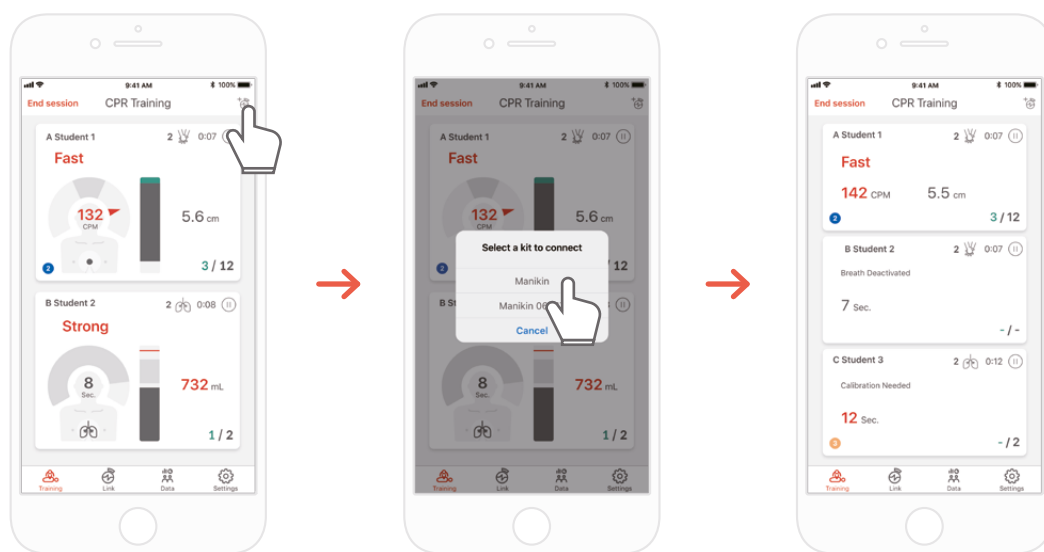 9:41 AM 100%
End session CPR Training
A Student 1 2 0:07
Fast
132
CPM
5.6 cm
2 3 / 12
B Student 2 2 0:08
Strong
8
Sec.
732 mL
1 / 2
Training Link Data Settings
9:41 AM 100%
End session CPR Training
A Student 1 2 0:07
Fast
132
CPM
5.6 cm
Select a kit to connect
2 12
Manikin
B St
Manikin 06
Cancel
8
Sec.
732 mL
1 / 2
Training Link Data Settings
9:41 AM 100%
End session CPR Training
A Student 1 2 0:07
Fast
142 CPM 5.5 cm
2 3 / 12
B Student 2 2 0:07
Breath Deactivated
7 Sec.
- / -
C Student 3 2 0:12
Calibration Needed
12 Sec.
3 - / 2
Training Link Data Settings